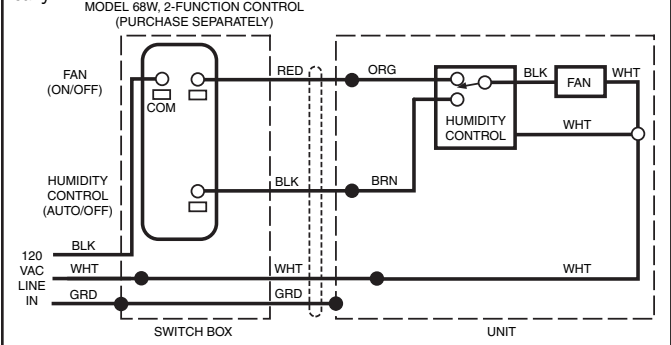 MODEL 68W, 2-FUNCTION CONTROL
(PURCHASE SEPARATELY)
FAN
(ON/OFF)
COM
RED
ORG
BLK
FAN
WHT
HUMIDITY
CONTROL
WHT
HUMIDITY
CONTROL
(AUTO/OFF)
BLK
BRN
120
VAC
LINE
IN
BLK
WHT
WHT
WHT
GRD
GRD
SWITCH BOX
UNIT